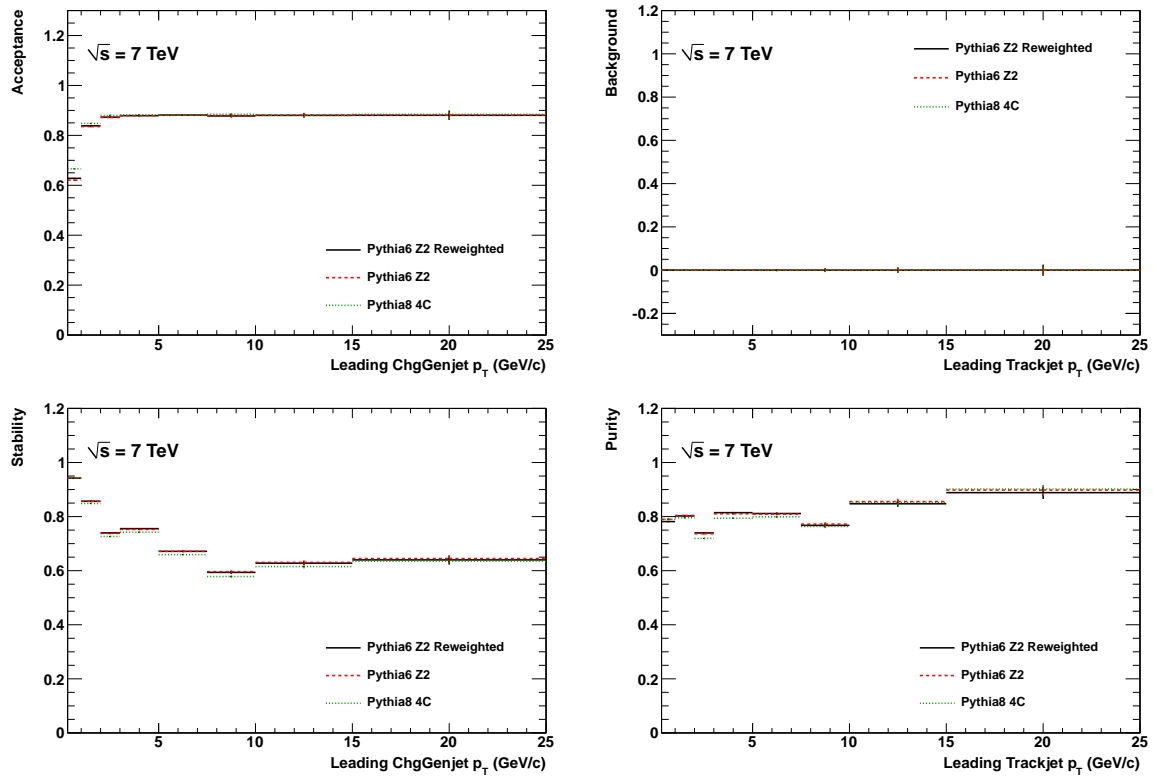 Acceptance
√s = 7 TeV
1.2
1
0.8
0.6
0.4
0.2
0
Pythia6 Z2 Reweighted
Pythia6 Z2
Pythia8 4C
5 10 15 20 25
Leading ChgGenjet p_T (GeV/c)
Background
√s = 7 TeV
1.2
1
0.8
0.6
0.4
0.2
0
-0.2
Pythia6 Z2 Reweighted
Pythia6 Z2
Pythia8 4C
5 10 15 20 25
Leading Trackjet p_T (GeV/c)
Stability
√s = 7 TeV
1.2
1
0.8
0.6
0.4
0.2
0
Pythia6 Z2 Reweighted
Pythia6 Z2
Pythia8 4C
5 10 15 20 25
Leading ChgGenjet p_T (GeV/c)
Purity
√s = 7 TeV
1.2
1
0.8
0.6
0.4
0.2
0
Pythia6 Z2 Reweighted
Pythia6 Z2
Pythia8 4C
5 10 15 20 25
Leading Trackjet p_T (GeV/c)